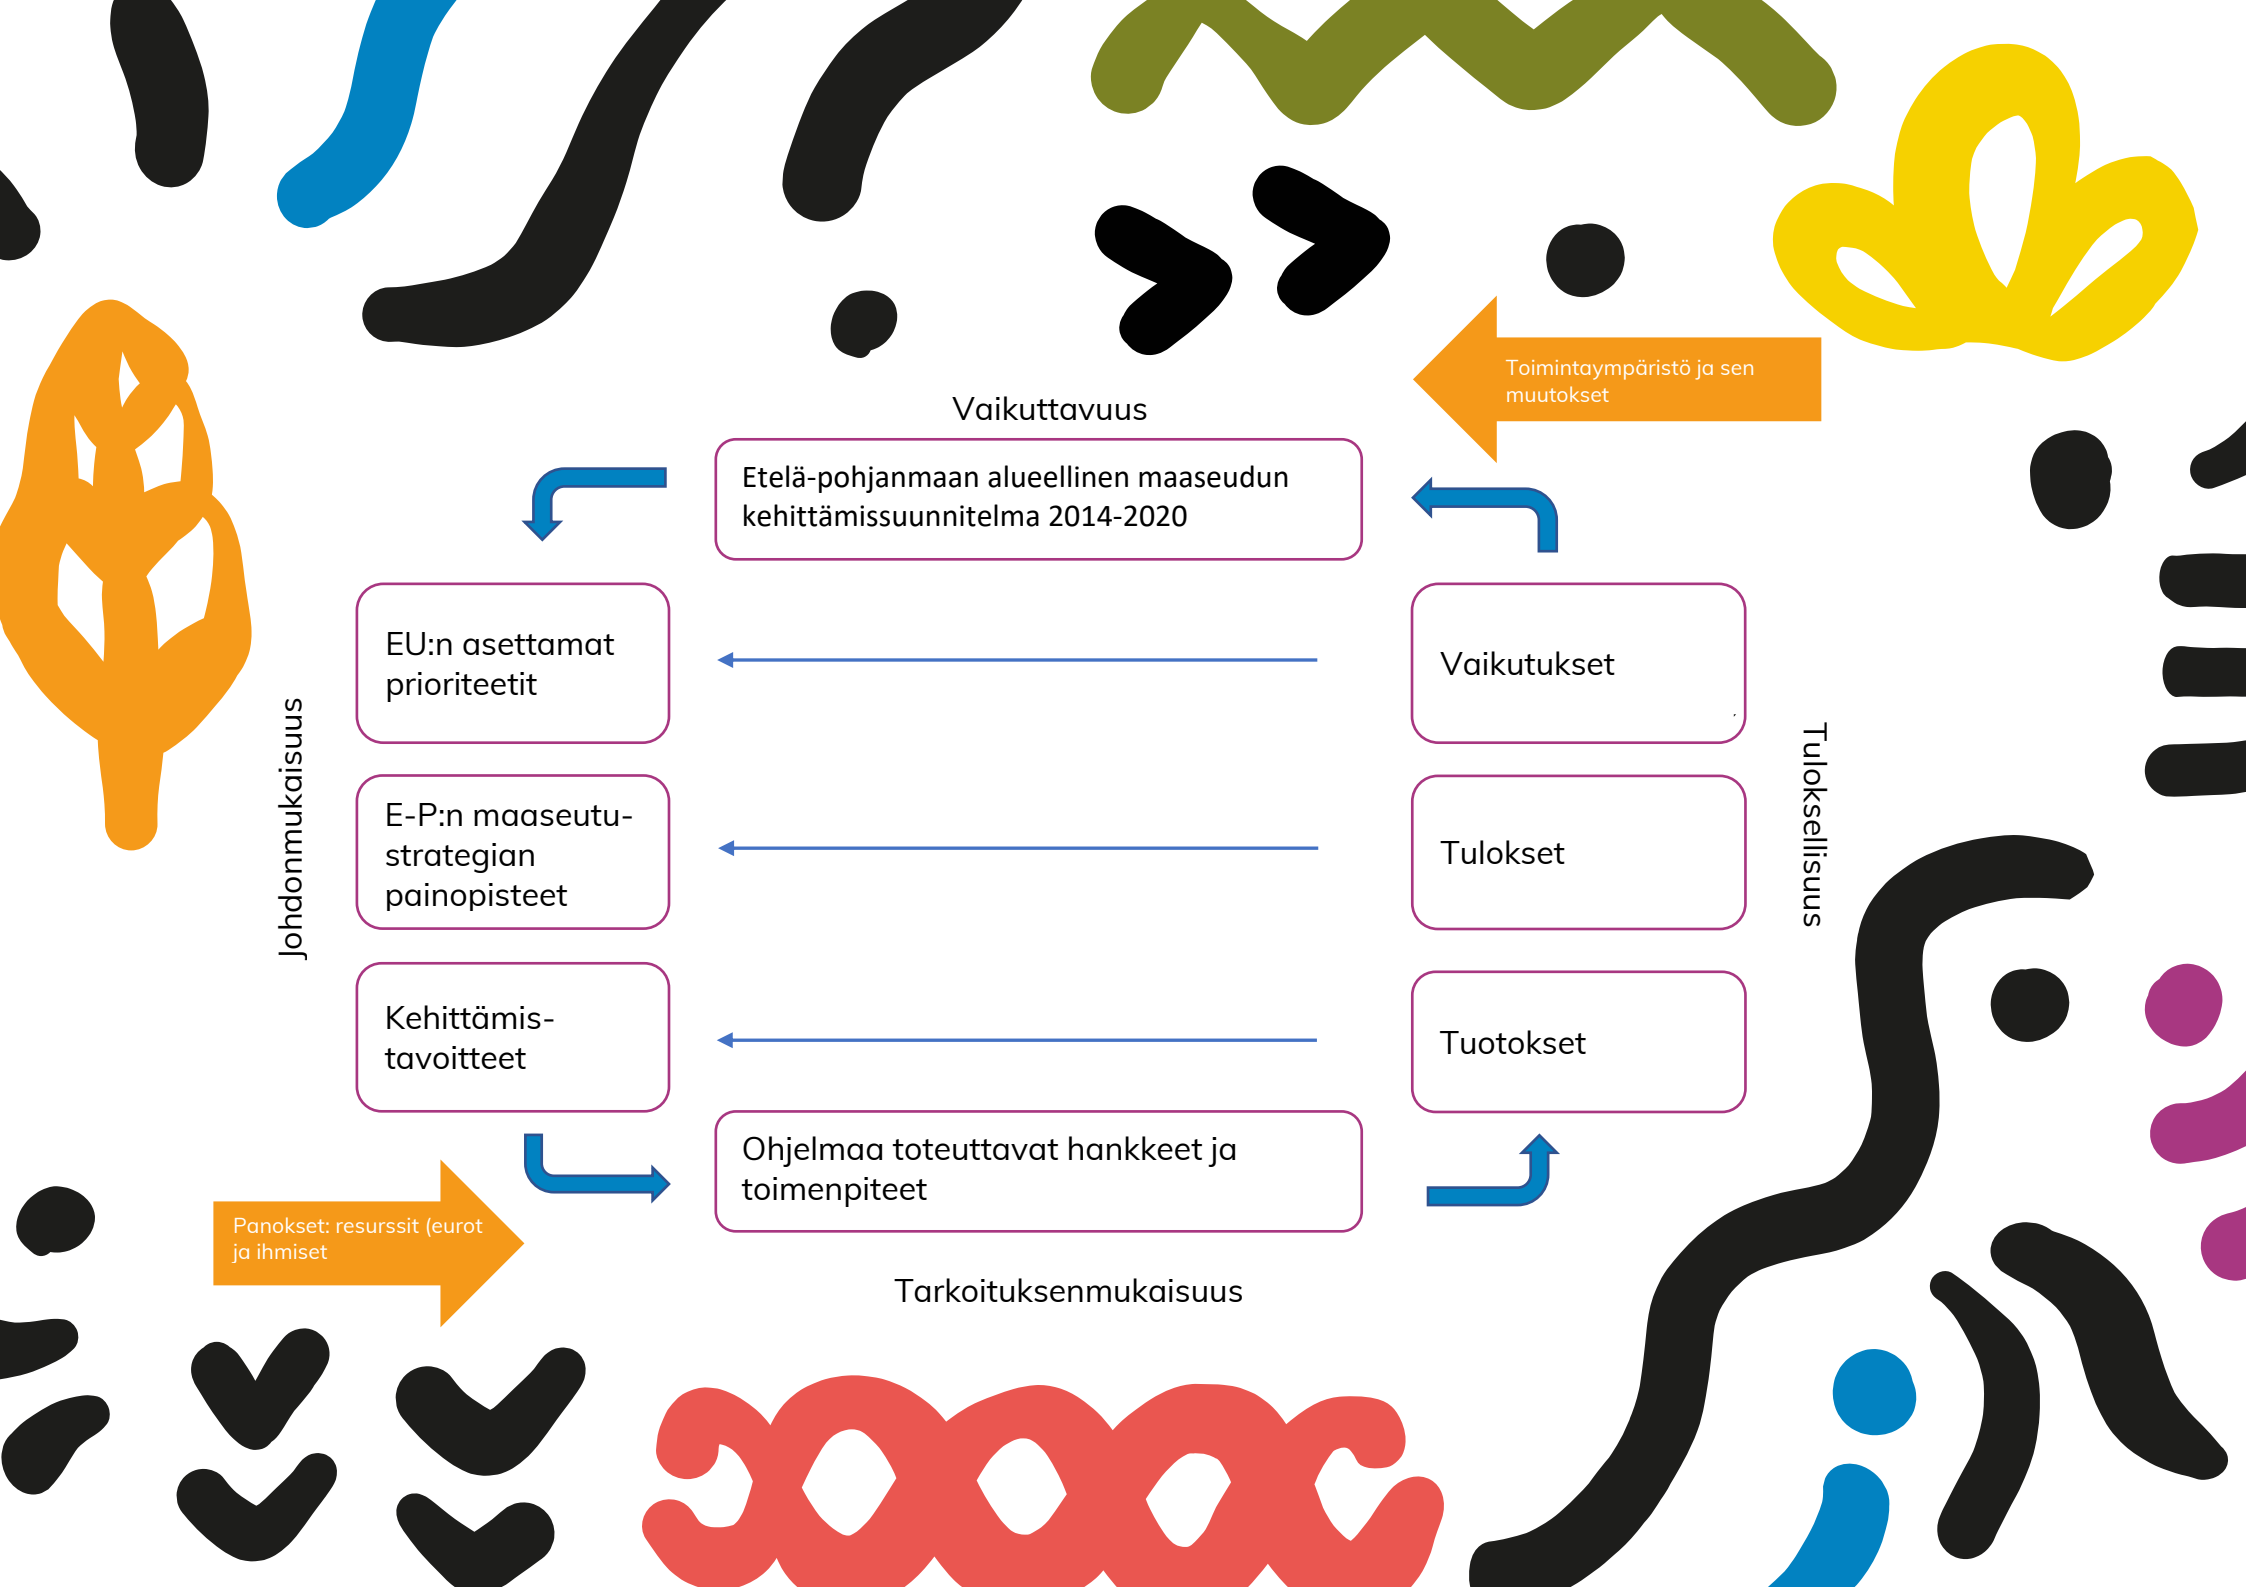 Toimintaympäristö ja sen
muutokset
Vaikuttavuus
Etelä-pohjanmaan alueellinen maaseudun
kehittämissuunnitelma 2014-2020
EU:n asettamat
prioriteetit
Vaikutukset
Johdonmukaisuus
Tuloksellisuus
E-P:n maaseutu-
strategian
painopisteet
Tulokset
Kehittämis-
tavoitteet
Tuotokset
Ohjelmaa toteuttavat hankkeet ja
toimenpiteet
Panokset: resurssit (eurot
ja ihmiset
Tarkoituksenmukaisuus